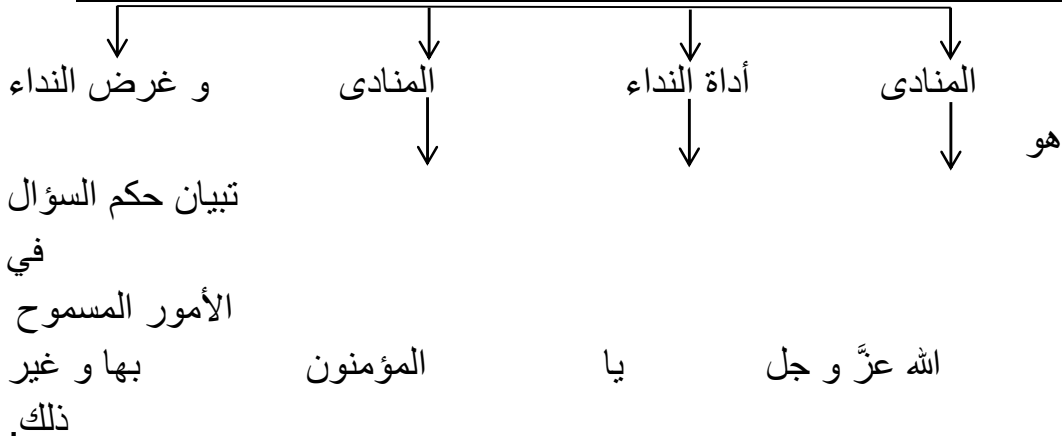 المنادى أداة النداء المنادى و غرض النداء
هو
تبيان حكم السؤال
في
الأمور المسموح
الله عزَّ و جل يا المؤمنون بها و غير
ذلك.